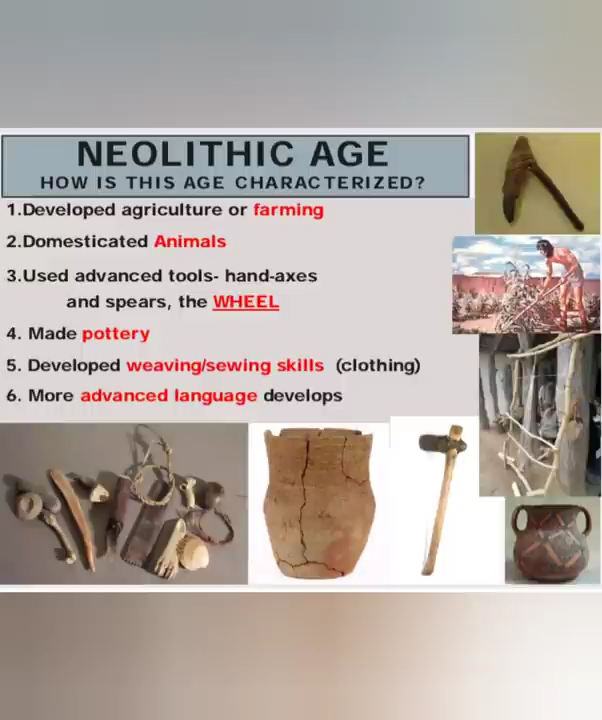 NEOLITHIC AGE
HOW IS THIS AGE CHARACTERIZED?
1.Developed agriculture or farming
2.Domesticated Animals
3.Used advanced tools- hand-axes
and spears, the WHEEL
4. Made pottery
5. Developed weaving/sewing skills (clothing)
6. More advanced language develops